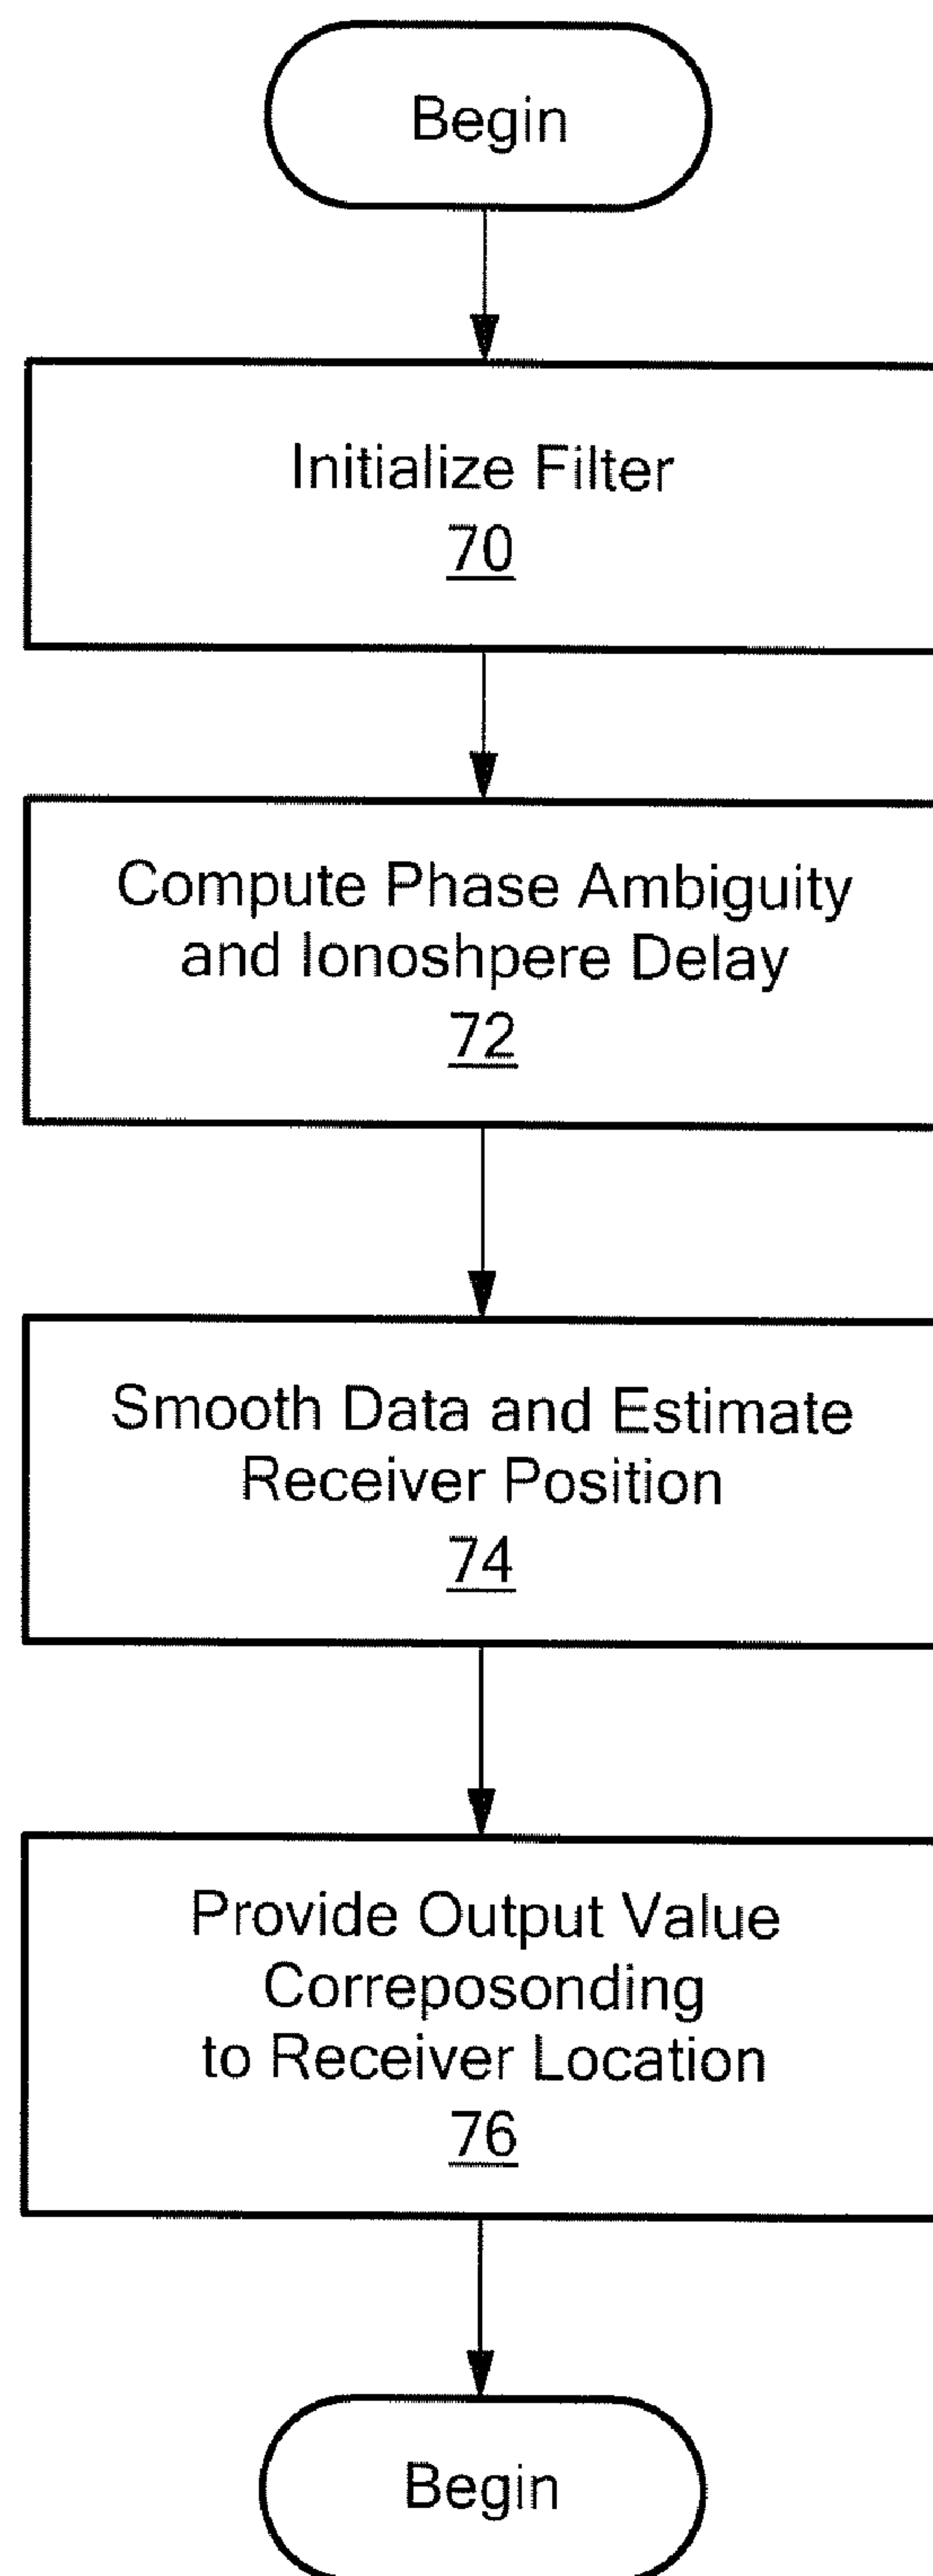 Begin
Initialize Filter
70
Compute Phase Ambiguity
and Ionoshpere Delay
72
Smooth Data and Estimate
Receiver Position
74
Provide Output Value
Correposonding
to Receiver Location
76
Begin